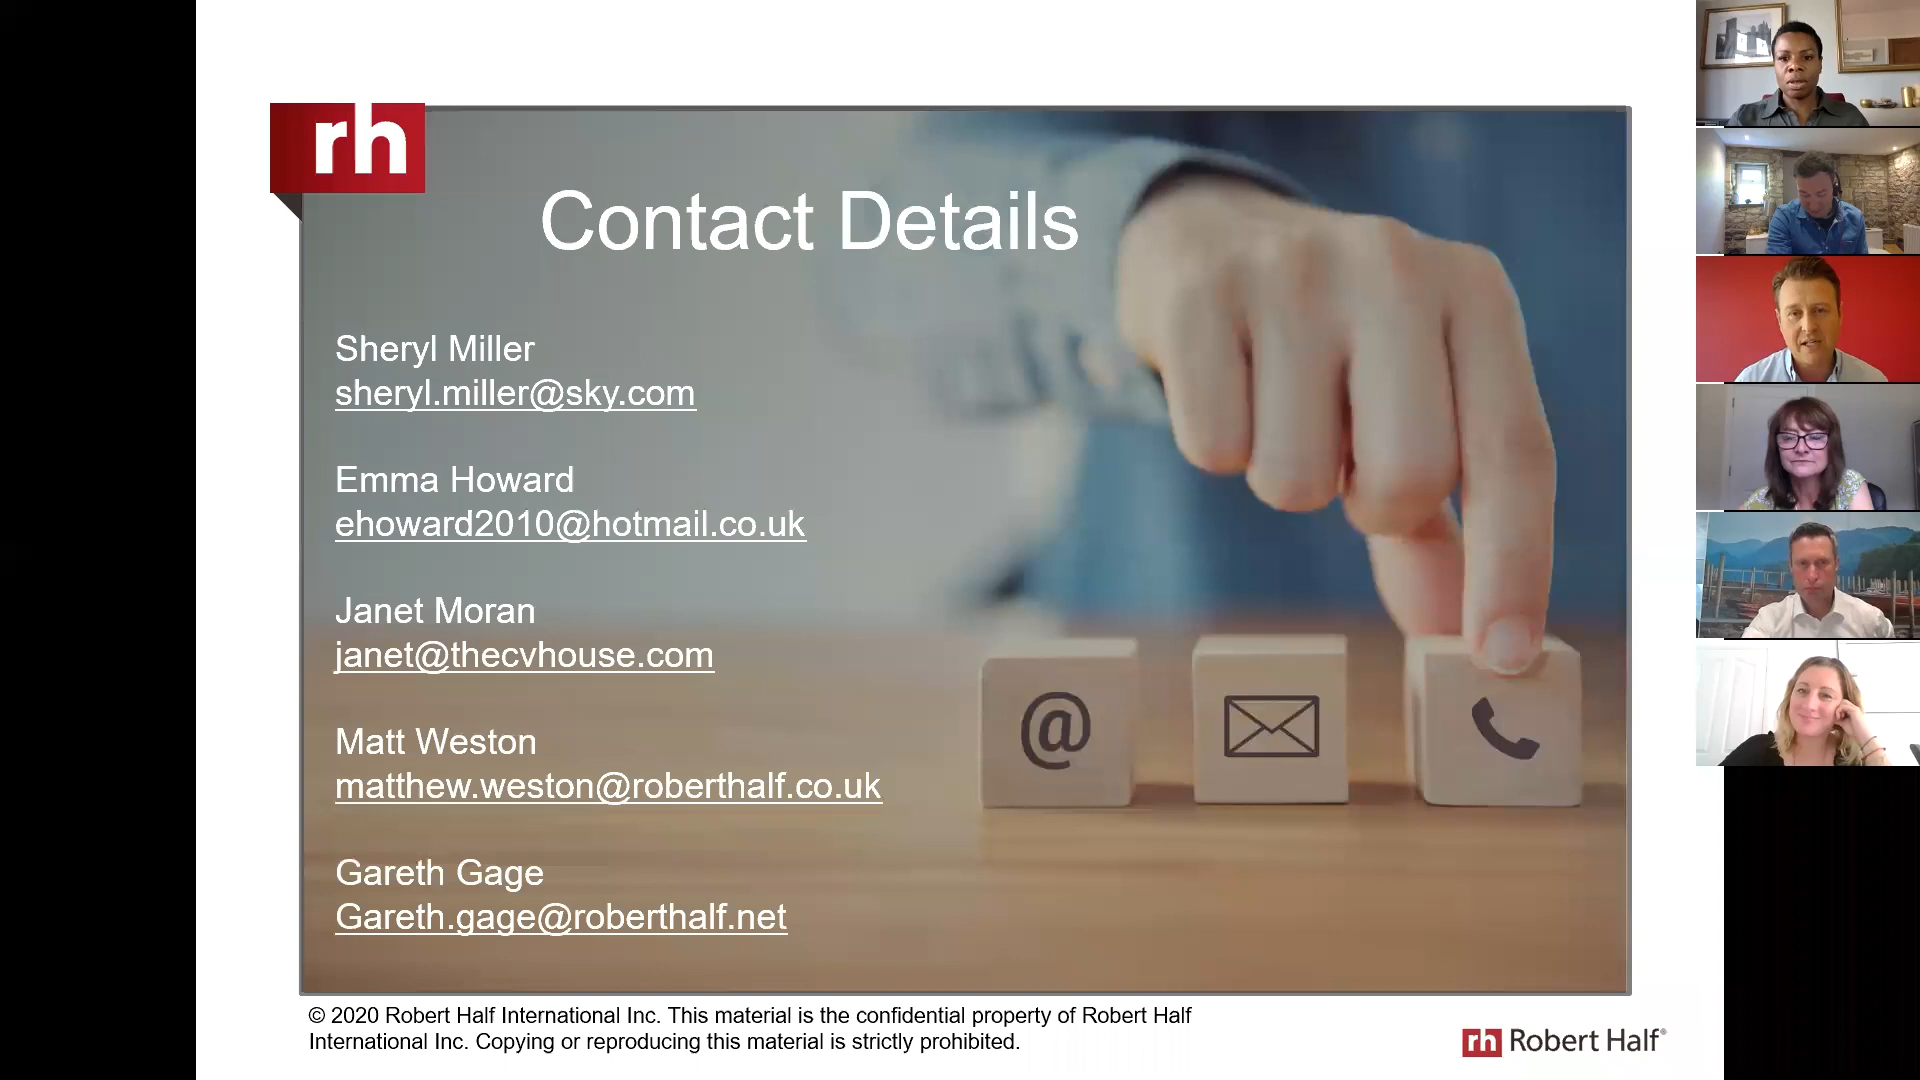 rh
Contact Details
Sheryl Miller
sheryl.miller@sky.com
Emma Howard
ehoward2010@hotmail.co.uk
Janet Moran
janet@thecvhouse.com
Matt Weston
matthew.weston@roberthalf.co.uk
Gareth Gage
Gareth.gage@roberthalf.net
@
© 2020 Robert Half International Inc. This material is the confidential property of Robert Half
International Inc. Copying or reproducing this material is strictly prohibited.
rh Robert Half®